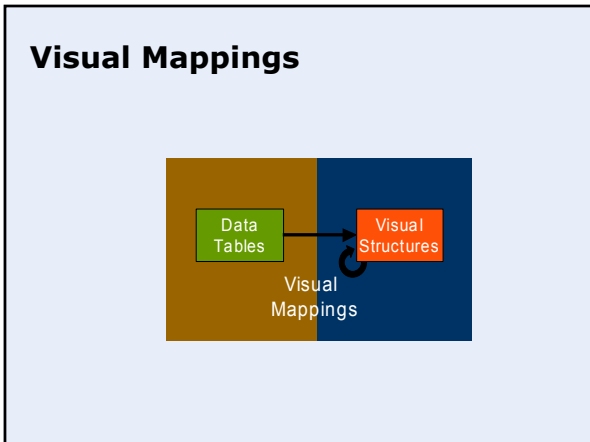 Visual Mappings
Data
Tables
Visual
Structures
Visual
Mappings